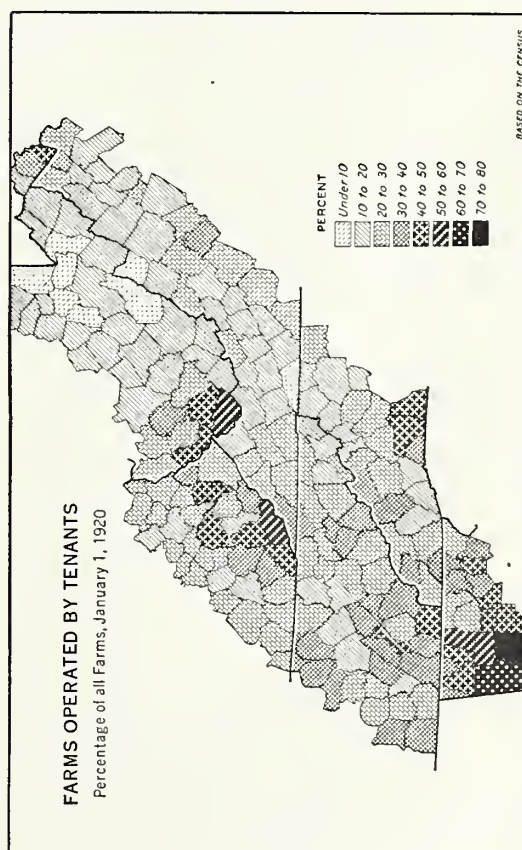 FARMS OPERATED BY TENANTS
Percentage of all Farms, January 1, 1920
PERCENT
Under 10
10 to 20
20 to 30
30 to 40
40 to 50
50 to 60
60 to 70
70 to 80
BASED ON THE CENSUS